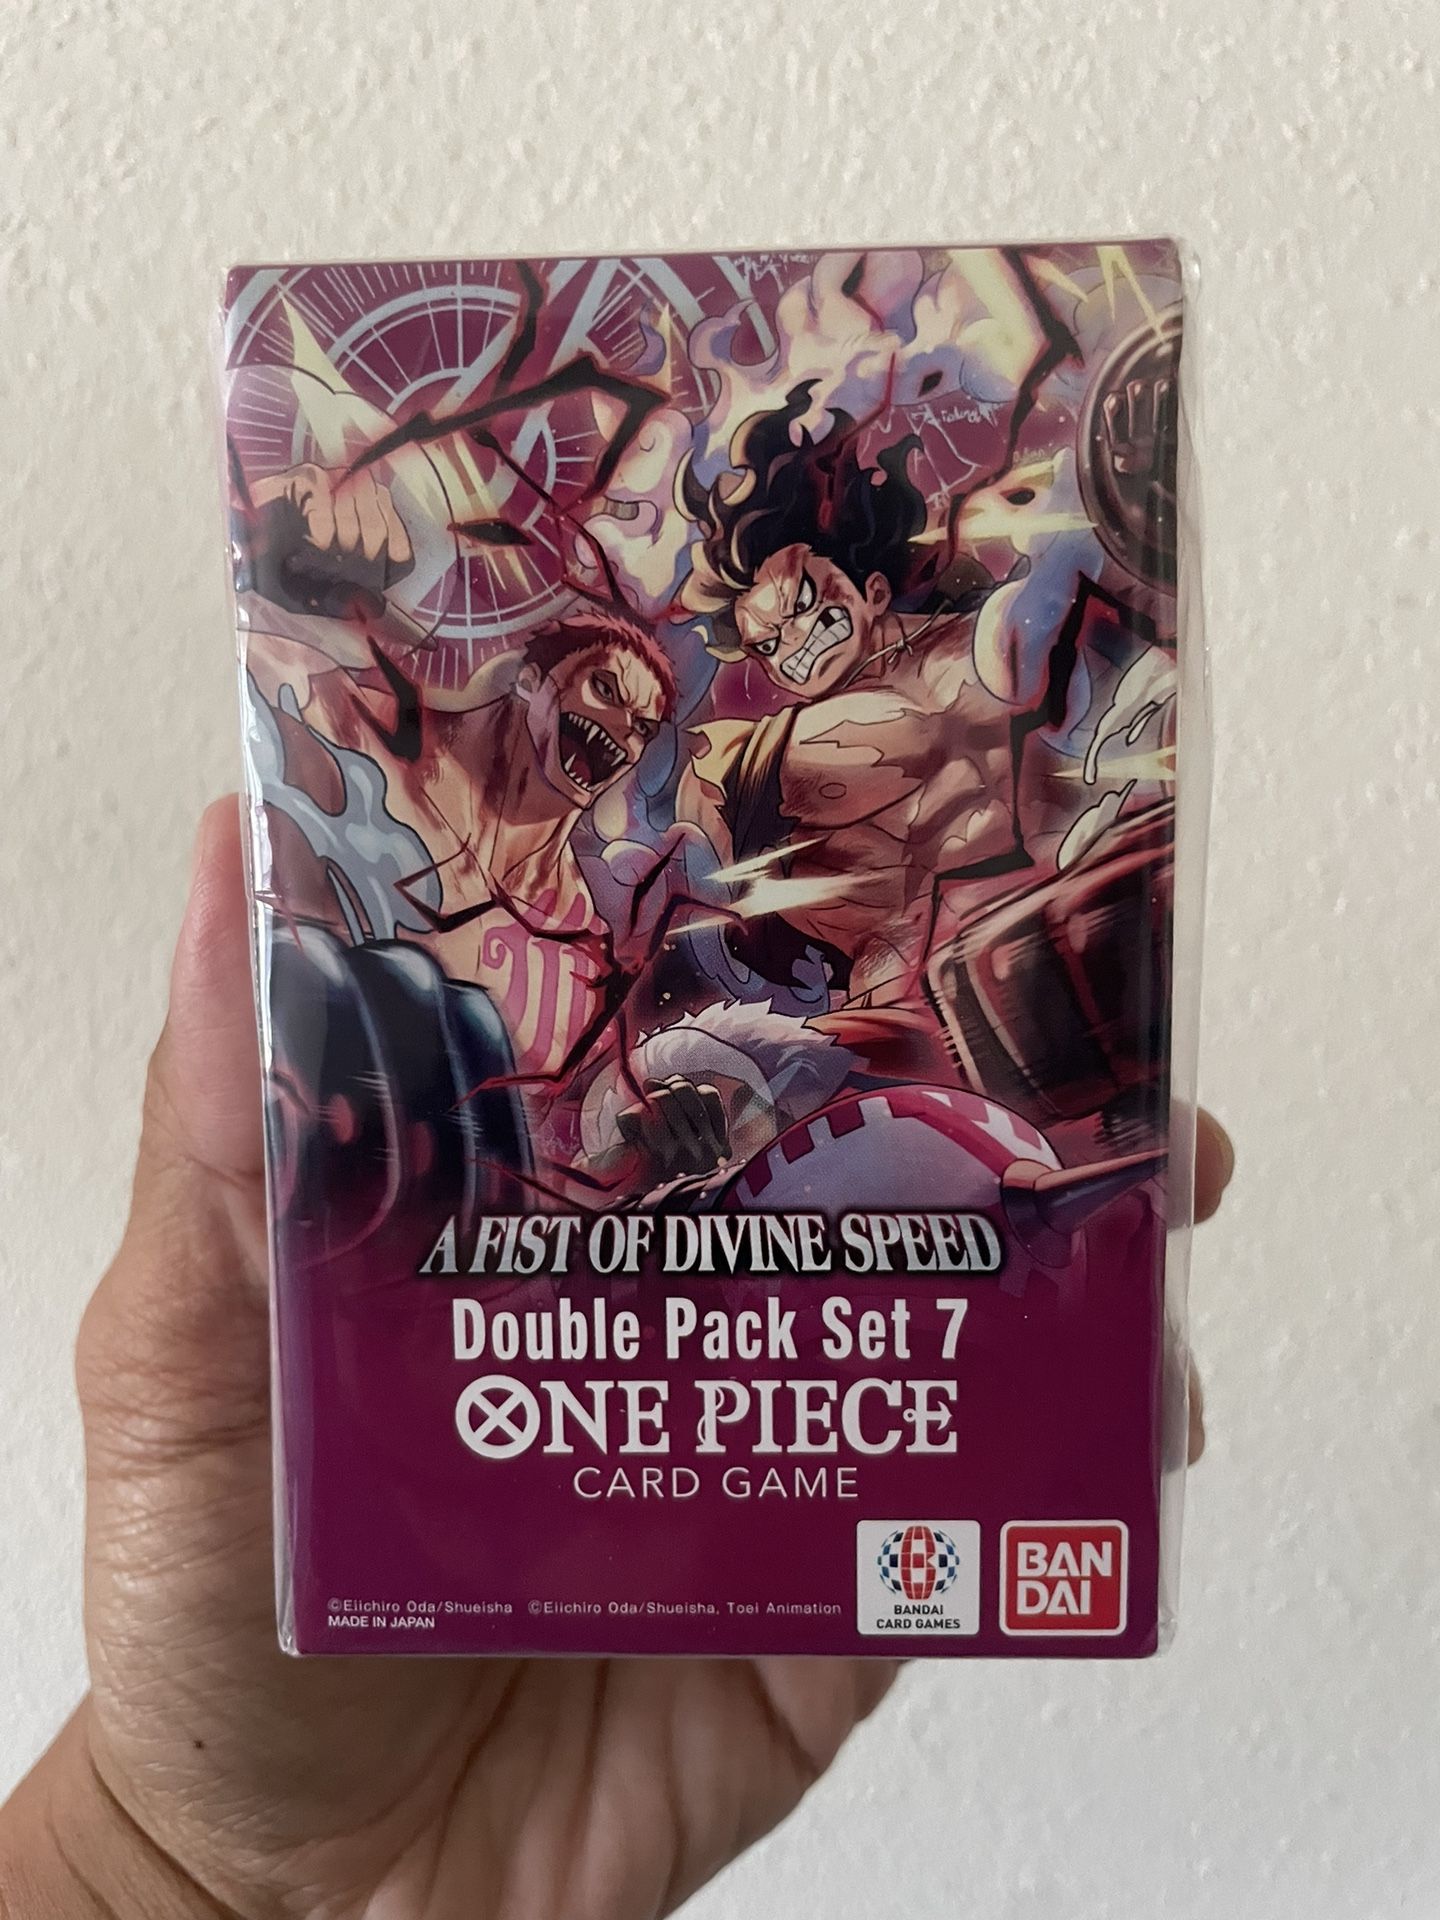 A FIST OF DIVINE SPEED
Double Pack Set 7
ONE PIECE
CARD GAME
©Eiichiro Oda/Shueisha ©Eiichiro Oda/Shueisha, Toei Animation
MADE IN JAPAN
BANDAI
CARD GAMES
BAN
DAI